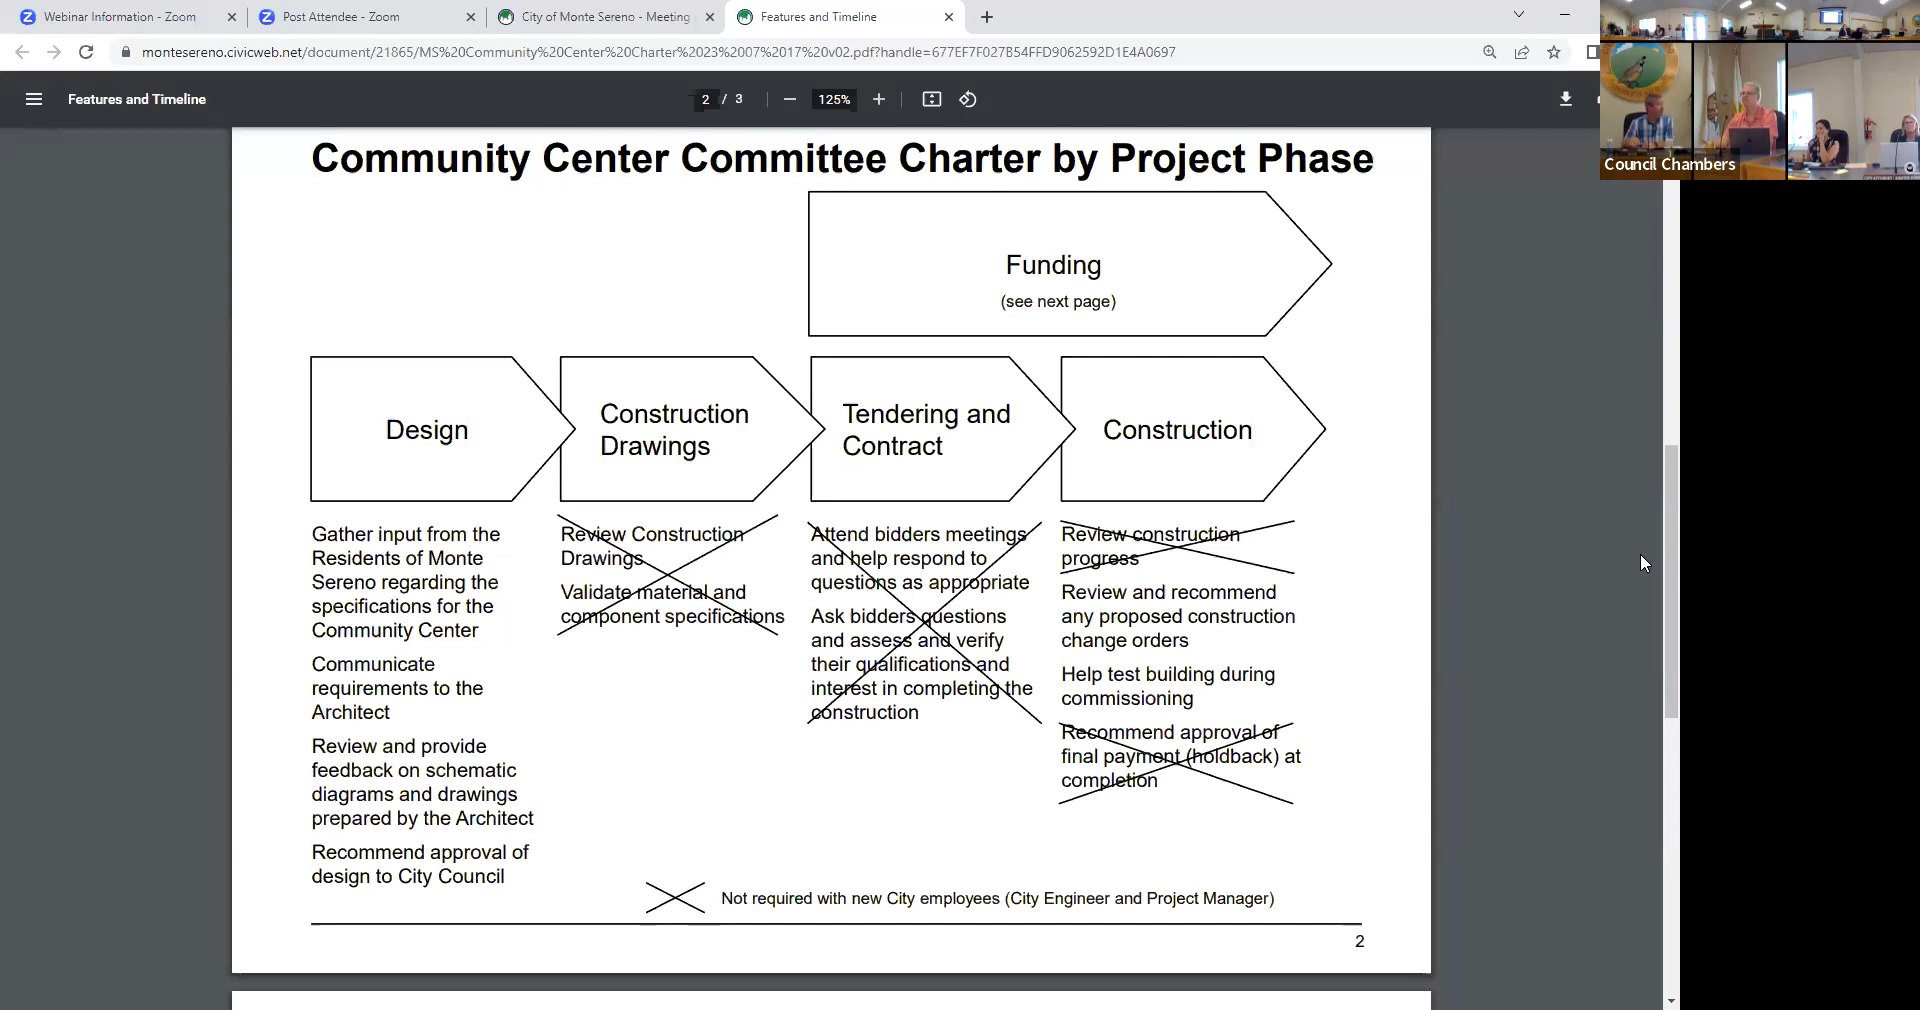 Webinar Information - Zoom
Post Attendee - Zoom
City of Monte Sereno - Meeting
Features and Timeline
montesereno.civicweb.net/document/21865/MS%20Community%20Center%20Charter%2023%2007%2017%20v02.pdf?handle=677EF7F027B54FFD9062592D1E4A0697
Features and Timeline
2 / 3
125%
Council Chambers
Community Center Committee Charter by Project Phase
Funding
(see next page)
Design
Construction
Drawings
Tendering and
Contract
Construction
Gather input from the
Residents of Monte
Sereno regarding the
specifications for the
Community Center
Communicate
requirements to the
Architect
Review and provide
feedback on schematic
diagrams and drawings
prepared by the Architect
Recommend approval of
design to City Council
Review Construction
Drawings
Validate material and
component specifications
Attend bidders meetings
and help respond to
questions as appropriate
Ask bidders questions
and assess and verify
their qualifications and
interest in completing the
construction
Review construction
progress
Review and recommend
any proposed construction
change orders
Help test building during
commissioning
Recommend approval of
final payment (holdback) at
completion
Not required with new City employees (City Engineer and Project Manager)
2